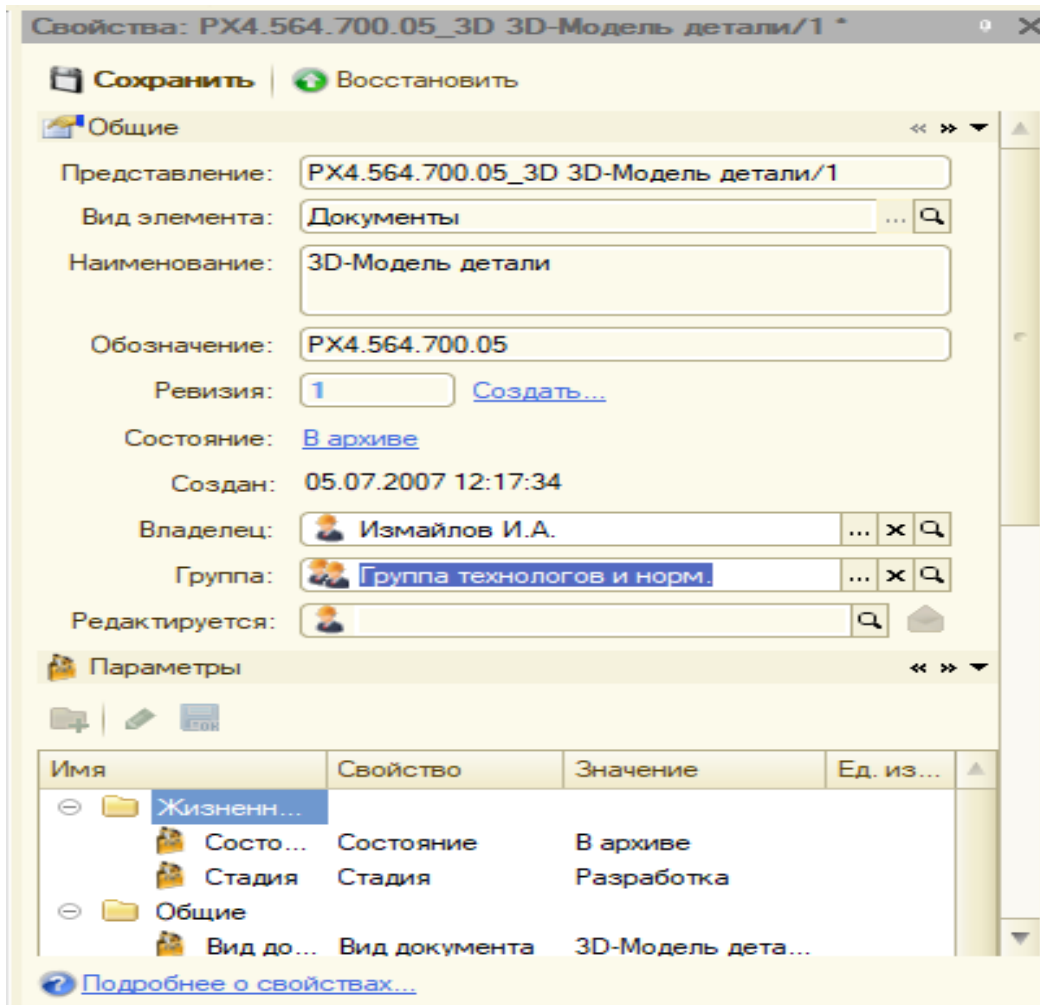 Свойства: РХ4.564.700.05_3D 3D-Модель детали/1 *
Сохранить Восстановить
Общие
Представление: РХ4.564.700.05_3D 3D-Модель детали/1
Вид элемента: Документы ...
Наименование: 3D-Модель детали
Обозначение: РХ4.564.700.05
Ревизия: 1 Создать...
Состояние: В архиве
Создан: 05.07.2007 12:17:34
Владелец: Измайлов И.А. ...
Группа: Группа технологов и норм. ...
Редактируется:
Параметры
Имя Свойство Значение Ед. из...
Жизненн...
Состо... Состояние В архиве
Стадия Стадия Разработка
Общие
Вид до... Вид документа 3D-Модель дета...
Подробнее о свойствах...